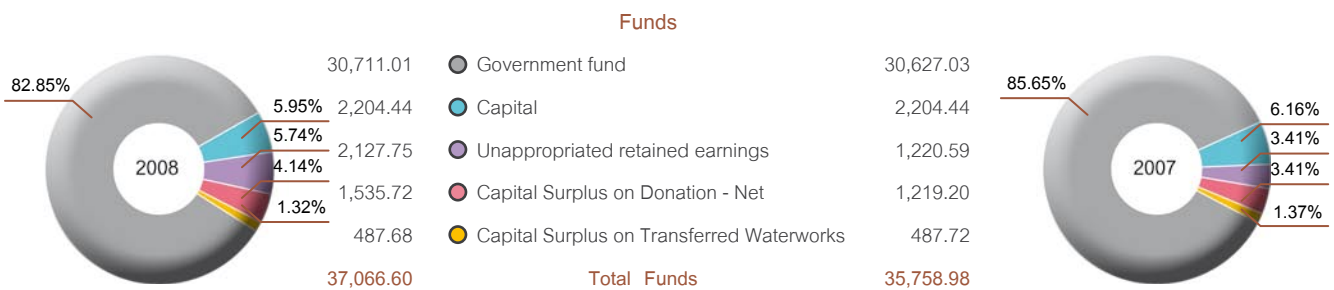 Funds
82.85%
5.95%
5.74%
4.14%
1.32%
2008
30,711.01 Government fund 30,627.03
2,204.44 Capital 2,204.44
2,127.75 Unappropriated retained earnings 1,220.59
1,535.72 Capital Surplus on Donation - Net 1,219.20
487.68 Capital Surplus on Transferred Waterworks 487.72
37,066.60 Total Funds 35,758.98
85.65%
6.16%
3.41%
3.41%
1.37%
2007